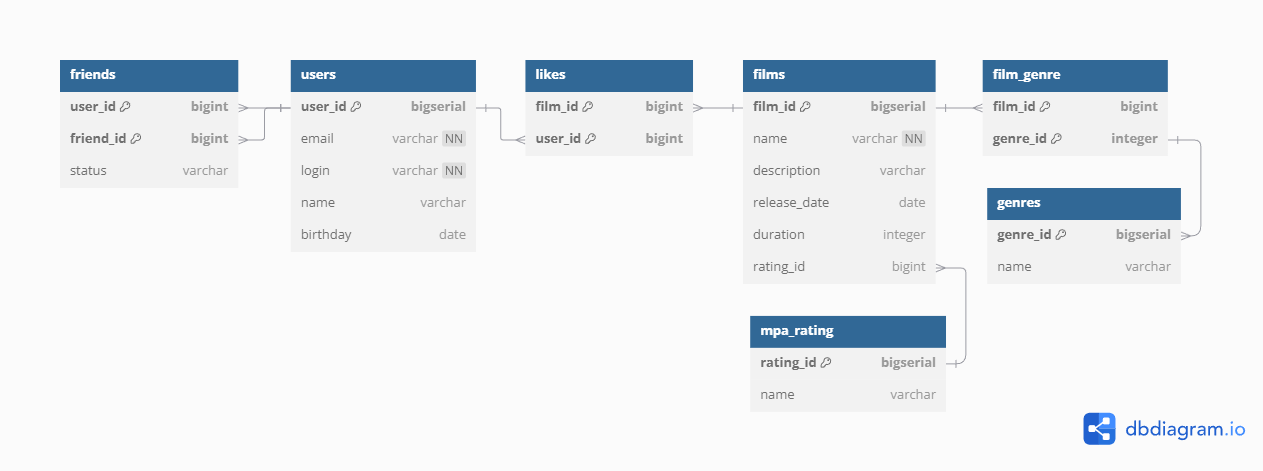 friends
user_id bigint
friend_id bigint
status varchar
users
user_id bigserial
email varchar NN
login varchar NN
name varchar
birthday date
likes
film_id bigint
user_id bigint
films
film_id bigserial
name varchar NN
description varchar
release_date date
duration integer
rating_id bigint
film_genre
film_id bigint
genre_id integer
genres
genre_id bigserial
name varchar
mpa_rating
rating_id bigserial
name varchar
dbdiagram.io